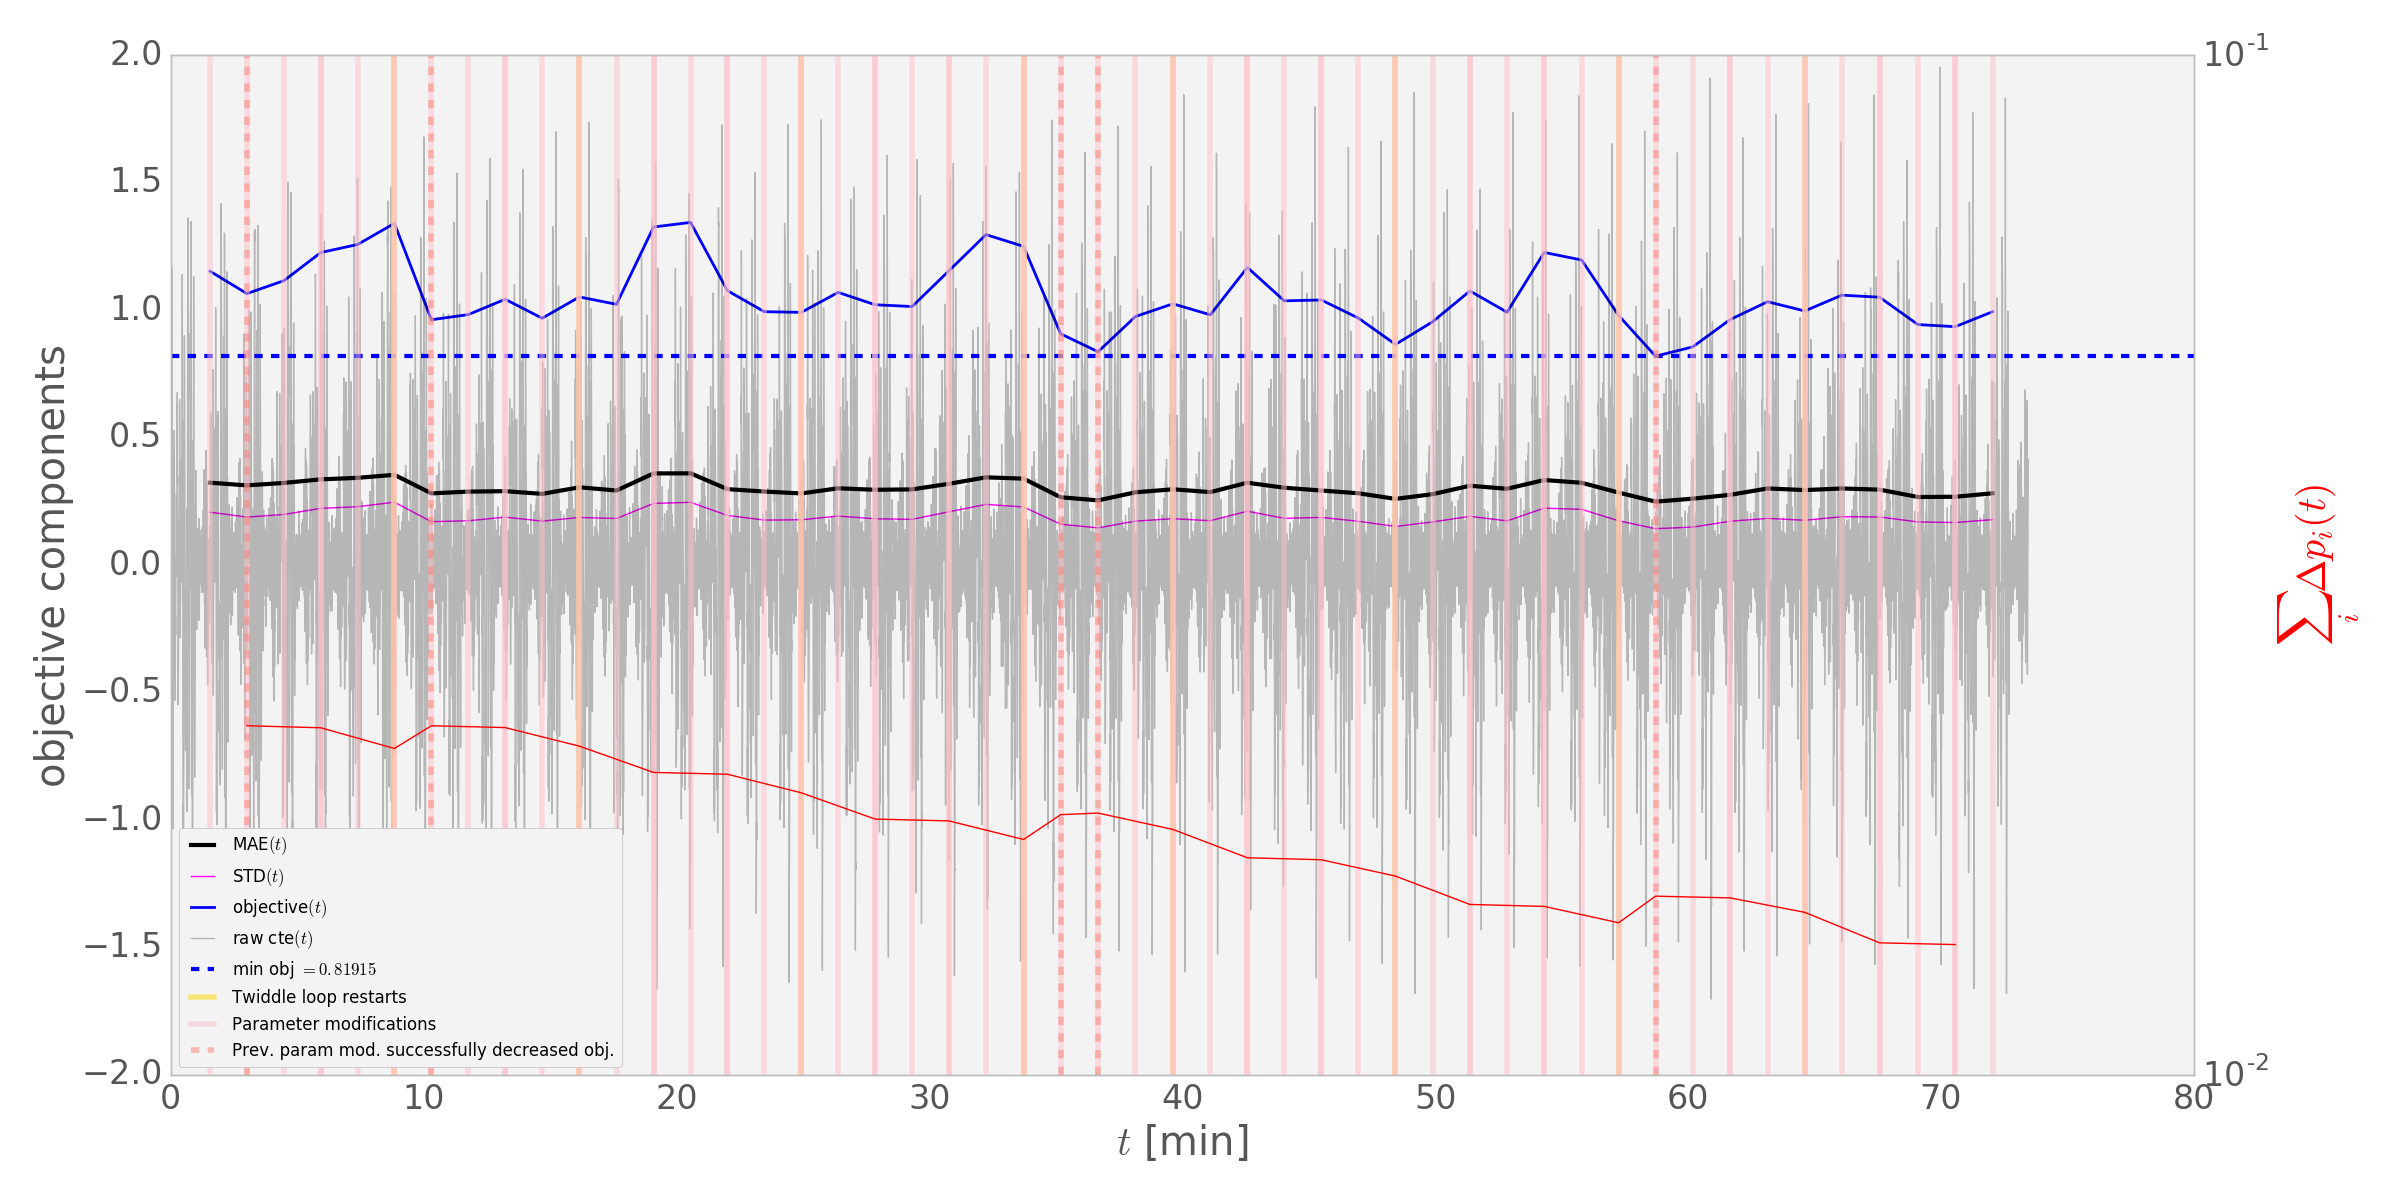 2.0
1.5
1.0
0.5
0.0
−0.5
−1.0
−1.5
−2.0
objective components
0 10 20 30 40 50 60 70 80
t [min]
10⁻¹
10⁻²
∑ᵢ Δpᵢ(t)
MAE(t)
STD(t)
objective(t)
raw cte(t)
min obj = 0.81915
Twiddle loop restarts
Parameter modifications
Prev. param mod. successfully decreased obj.